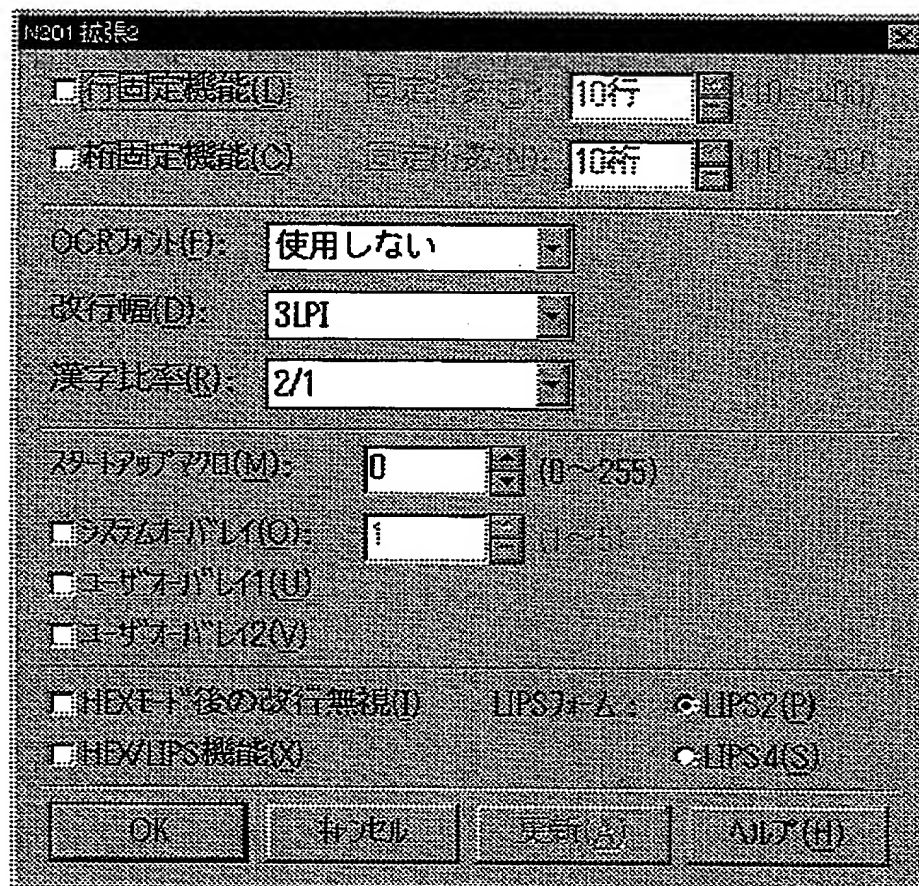 N201 拡張2
行固定機能(L) 10行
桁固定機能(C) 固定桁数(N): 10桁
OCRフォント(F): 使用しない
改行幅(D): 3LPI
漢字比率(R): 2/1
スタートアップマクロ(M): 0 (0～255)
システムオーバレイ(O): 1
ユーザオーバレイ1(U)
ユーザオーバレイ2(V)
HEXモード後の改行無視(I) LIPSフォーム: LIPS2(P)
HEX/LIPS機能(X) LIPS4(S)
OK キャンセル 更新(A) ヘルプ(H)